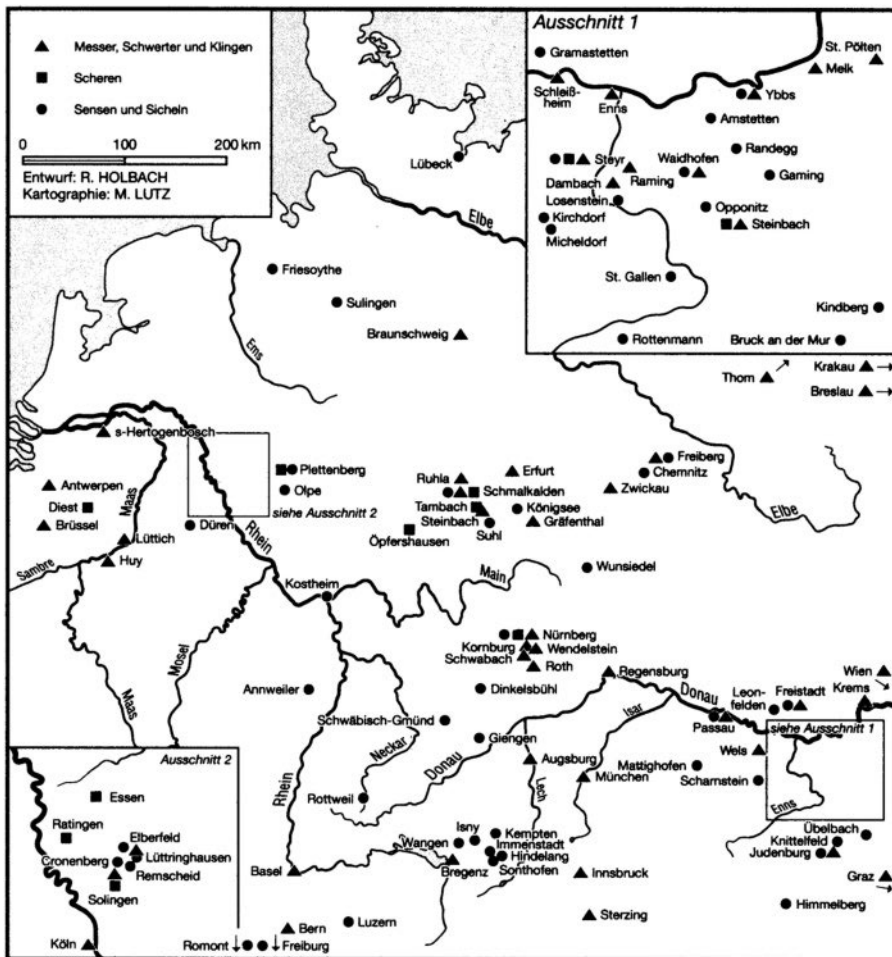 Messer, Schwerter und Klingen
Scheren
Sensen und Sicheln
0 100 200 km
Entwurf: R. HOLBACH
Kartographie: M. LUTZ
Ausschnitt 1
Gramastetten
St. Pölten
Melk
Schleiß-
heim
Enns
Ybbs
Amstetten
Randegg
Steyr
Waidhofen
Raming
Gaming
Dambach
Losenstein
Opponitz
Kirchdorf
Steinbach
Micheldorf
St. Gallen
Kindberg
Rottenmann
Bruck an der Mur
Lübeck
Elbe
Friesoythe
Sulingen
Braunschweig
Ems
Thorn
Krakau
Breslau
s-Hertogenbosch
Plettenberg
Olpe
siehe Ausschnitt 2
Antwerpen
Diest
Brüssel
Maas
Düren
Rhein
Lüttich
Huy
Sambre
Ruhla
Erfurt
Schmalkalden
Tambach
Steinbach
Suhl
Königsee
Gräfenthal
Öpfershausen
Freiberg
Chemnitz
Zwickau
Elbe
Wunsiedel
Kostheim
Main
Mosel
Maas
Nürnberg
Kornburg
Wendelstein
Schwabach
Roth
Annweiler
Dinkelsbühl
Regensburg
Donau
Schwäbisch-Gmünd
Neckar
Giengen
Donau
Isar
Leon-
felden
Freistadt
Wien
Krems
Passau
siehe Ausschnitt 1
Rhein
Rottweil
Augsburg
Lech
München
Mattighofen
Wels
Scharnstein
Enns
Wangen
Isny
Kempten
Immenstadt
Hindelang
Sonthofen
Bregenz
Basel
Innsbruck
Übelbach
Knittelfeld
Judenburg
Graz
Bern
Luzern
Sterzing
Himmelberg
Romont
Freiburg
Ausschnitt 2
Essen
Ratingen
Elberfeld
Cronenberg
Lüttringhausen
Remscheid
Solingen
Köln